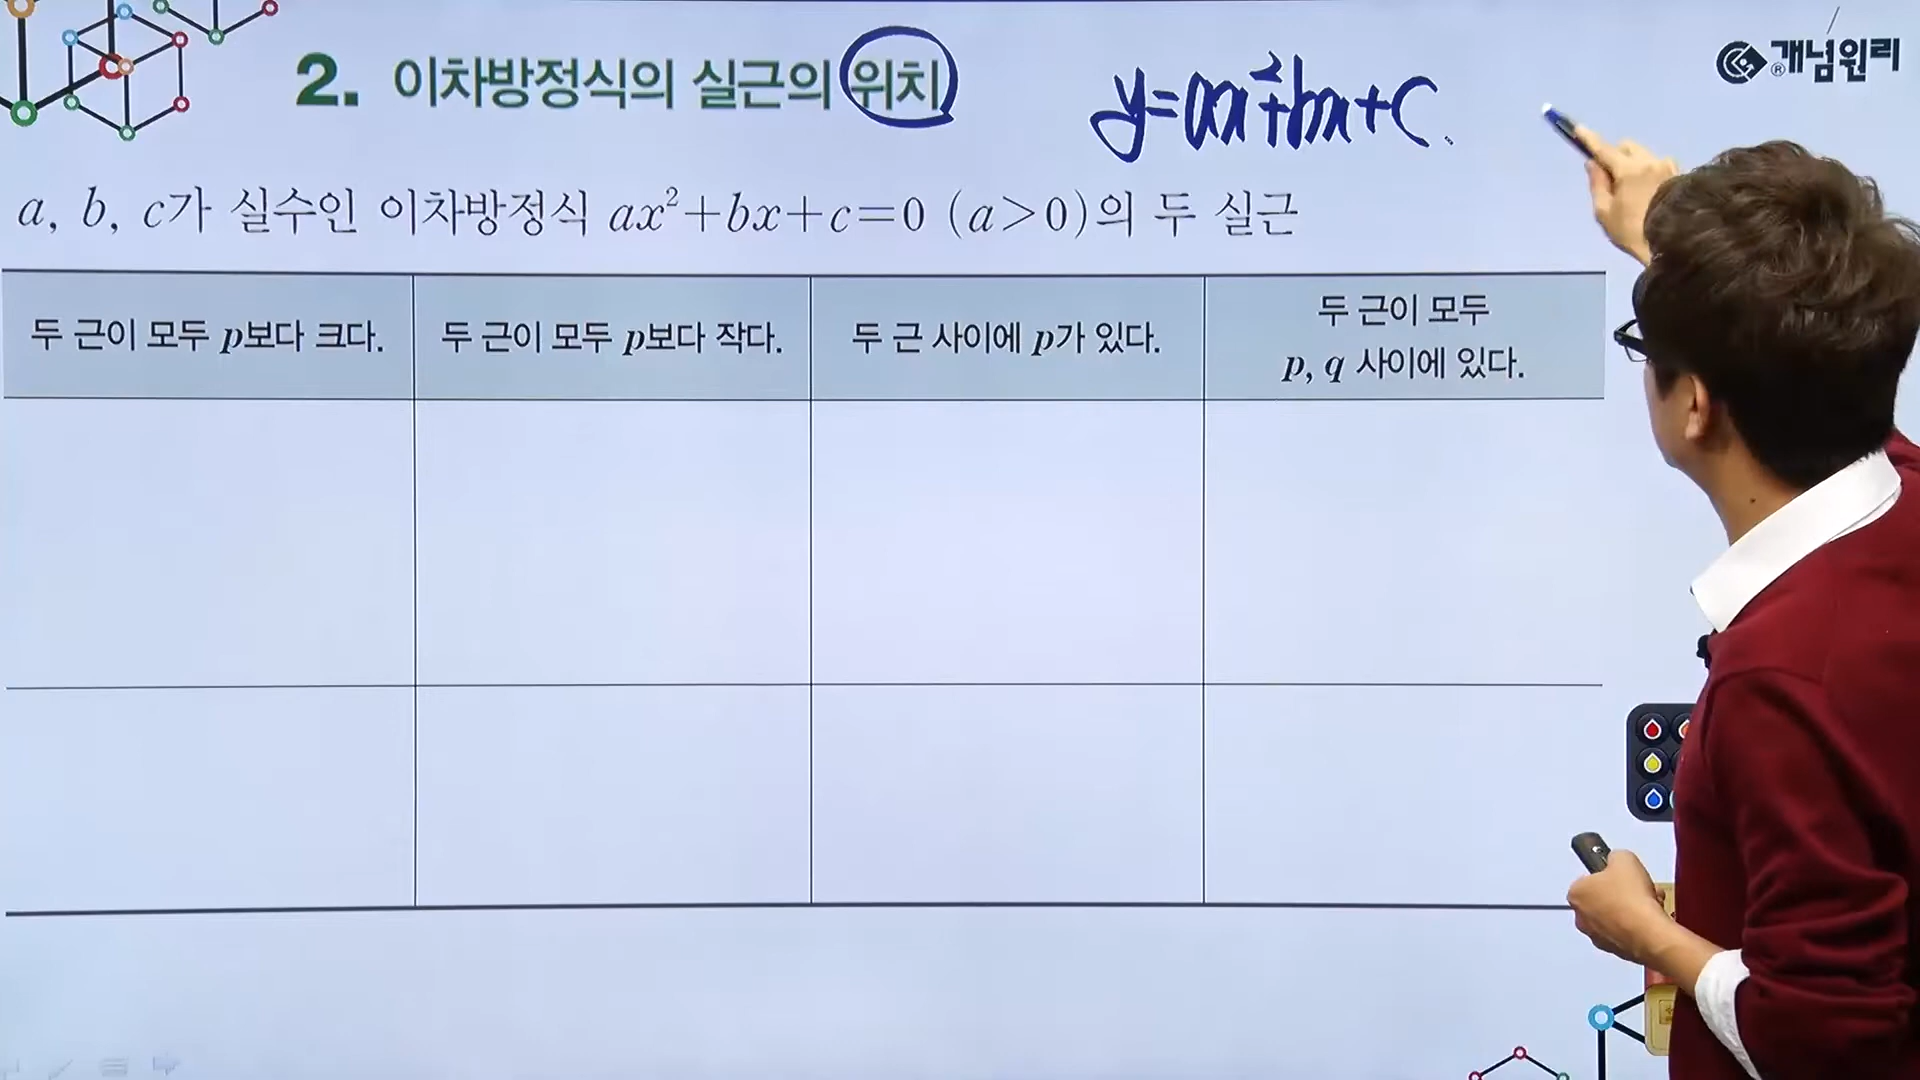 2. 이차방정식의 실근의 위치
y=ax²+bx+c
®개념원리
a, b, c가 실수인 이차방정식 ax²+bx+c=0 (a>0)의 두 실근
두 근이 모두 p보다 크다.
두 근이 모두 p보다 작다.
두 근 사이에 p가 있다.
두 근이 모두
p, q 사이에 있다.